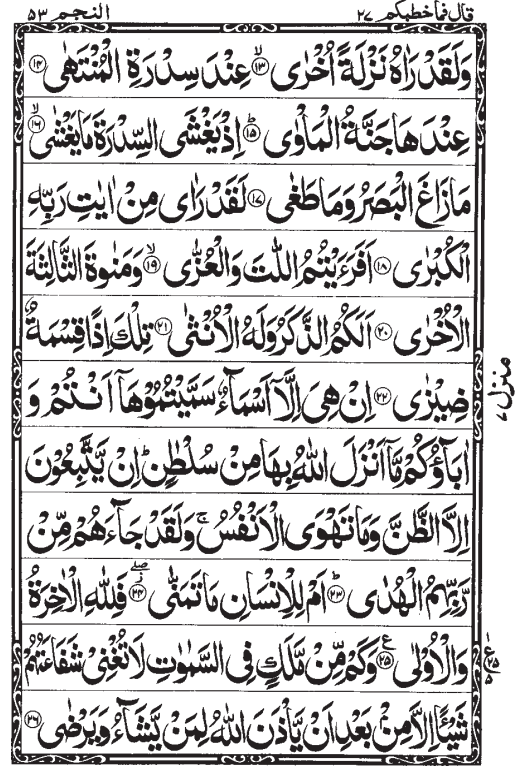 قال فماخطبكم ٢٧ النجم ٥٣
وَلَقَدْ رَاٰهُ نَزْلَةً اُخْرٰى ۙ﴿١٣﴾ عِنْدَ سِدْرَةِ الْمُنْتَهٰى ﴿١٤﴾
عِنْدَهَا جَنَّةُ الْمَاْوٰى ؕ﴿١٥﴾ اِذْ يَغْشَى السِّدْرَةَ مَا يَغْشٰى ۙ﴿١٦﴾
مَا زَاغَ الْبَصَرُ وَمَا طَغٰى ﴿١٧﴾ لَقَدْ رَاٰى مِنْ اٰيٰتِ رَبِّهِ
الْكُبْرٰى ﴿١٨﴾ اَفَرَءَيْتُمُ اللّٰتَ وَالْعُزّٰى ۙ﴿١٩﴾ وَمَنٰوةَ الثَّالِثَةَ
الْاُخْرٰى ﴿٢٠﴾ اَلَكُمُ الذَّكَرُ وَلَهُ الْاُنْثٰى ﴿٢١﴾ تِلْكَ اِذًا قِسْمَةٌ
ضِيْزٰى ﴿٢٢﴾ اِنْ هِىَ اِلَّاۤ اَسْمَآءٌ سَمَّيْتُمُوْهَاۤ اَنْتُمْ وَ
اٰبَآؤُكُمْ مَّاۤ اَنْزَلَ اللّٰهُ بِهَا مِنْ سُلْطٰنٍ ؕ اِنْ يَّتَّبِعُوْنَ
اِلَّا الظَّنَّ وَمَا تَهْوَى الْاَنْفُسُ ۚ وَلَقَدْ جَآءَهُمْ مِّنْ
رَّبِّهِمُ الْهُدٰى ؕ﴿٢٣﴾ اَمْ لِلْاِنْسَانِ مَا تَمَنّٰى ۖ﴿٢٤﴾ فَلِلّٰهِ الْاٰخِرَةُ
وَالْاُوْلٰى ﴿٢٥﴾ وَكَمْ مِّنْ مَّلَكٍ فِى السَّمٰوٰتِ لَا تُغْنِىْ شَفَاعَتُهُمْ
شَيْـًٔا اِلَّا مِنْۢ بَعْدِ اَنْ يَّاْذَنَ اللّٰهُ لِمَنْ يَّشَآءُ وَيَرْضٰى ﴿٢٦﴾
منزل ٧